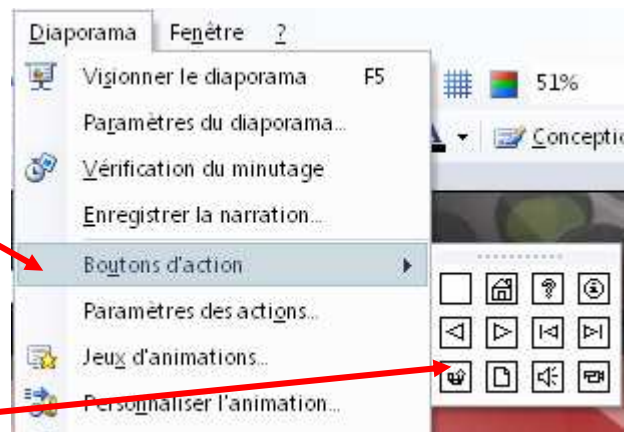 Diaporama Fenêtre ?
Visionner le diaporama F5
51%
Paramètres du diaporama...
Conceptio
Vérification du minutage
Enregistrer la narration...
Boutons d'action
Paramètres des actions...
Jeux d'animations...
Personnaliser l'animation...